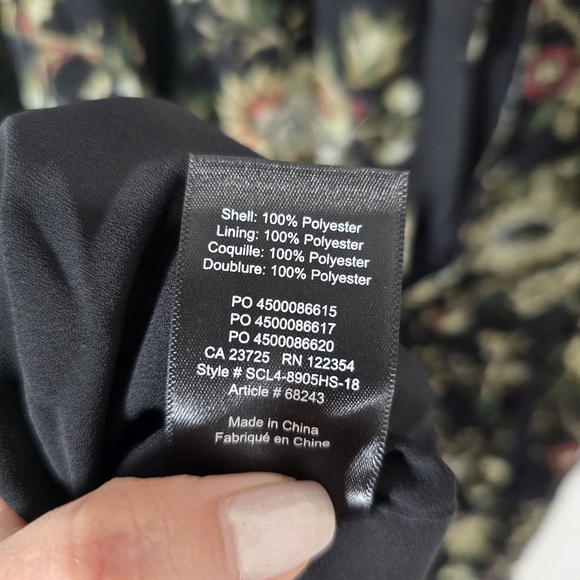 Shell: 100% Polyester
Lining: 100% Polyester
Coquille: 100% Polyester
Doublure: 100% Polyester
PO 4500086615
PO 4500086617
PO 4500086620
CA 23725 RN 122354
Style # SCL4-8905HS-18
Article # 68243
Made in China
Fabriqué en Chine